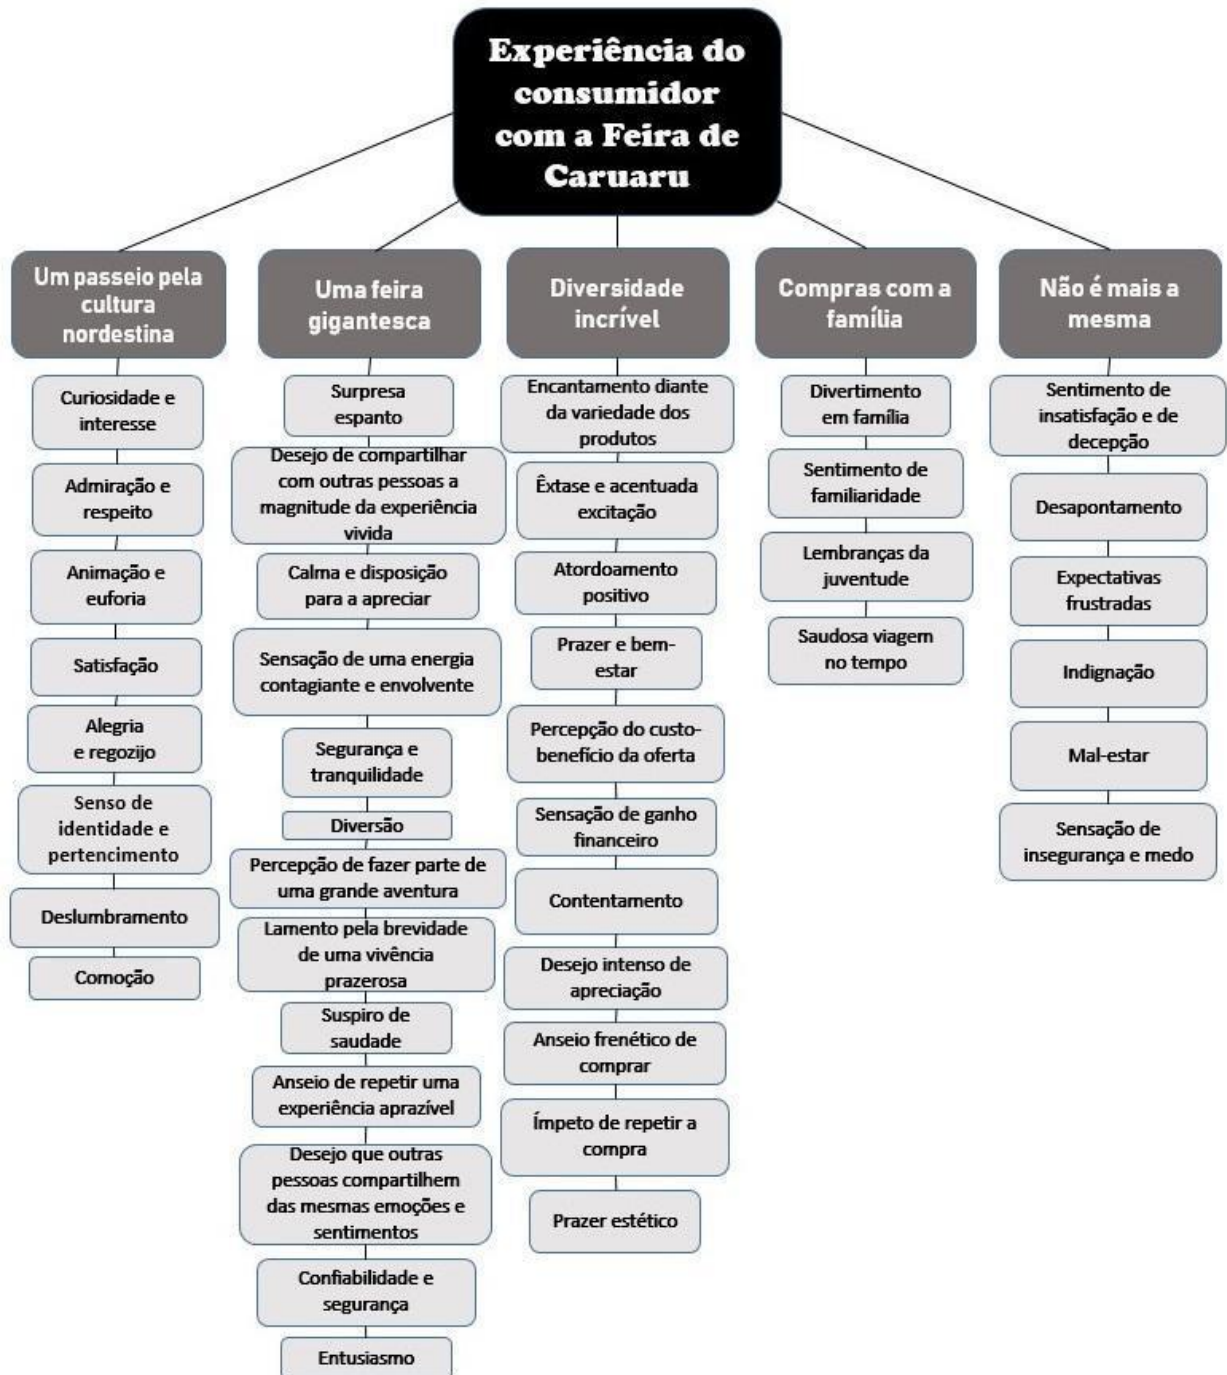 Experiência do
consumidor
com a Feira de
Caruaru
Um passeio pela
cultura
nordestina
Curiosidade e
interesse
Admiração e
respeito
Animação e
euforia
Satisfação
Alegria
e regozijo
Senso de
identidade e
pertencimento
Deslumbramento
Comoção
Uma feira
gigantesca
Surpresa
espanto
Desejo de compartilhar
com outras pessoas a
magnitude da experiência
vivida
Calma e disposição
para a apreciar
Sensação de uma energia
contagiante e envolvente
Segurança e
tranquilidade
Diversão
Percepção de fazer parte de
uma grande aventura
Lamento pela brevidade
de uma vivência
prazerosa
Suspiro de
saudade
Anseio de repetir uma
experiência aprazível
Desejo que outras
pessoas compartilhem
das mesmas emoções e
sentimentos
Confiabilidade e
segurança
Entusiasmo
Diversidade
incrível
Encantamento diante
da variedade dos
produtos
Êxtase e acentuada
excitação
Atordoamento
positivo
Prazer e bem-
estar
Percepção do custo-
benefício da oferta
Sensação de ganho
financeiro
Contentamento
Desejo intenso de
apreciação
Anseio frenético de
comprar
Ímpeto de repetir a
compra
Prazer estético
Compras com a
família
Divertimento
em família
Sentimento de
familiaridade
Lembranças da
juventude
Saudosa viagem
no tempo
Não é mais a
mesma
Sentimento de
insatisfação e de
decepção
Desapontamento
Expectativas
frustradas
Indignação
Mal-estar
Sensação de
insegurança e medo